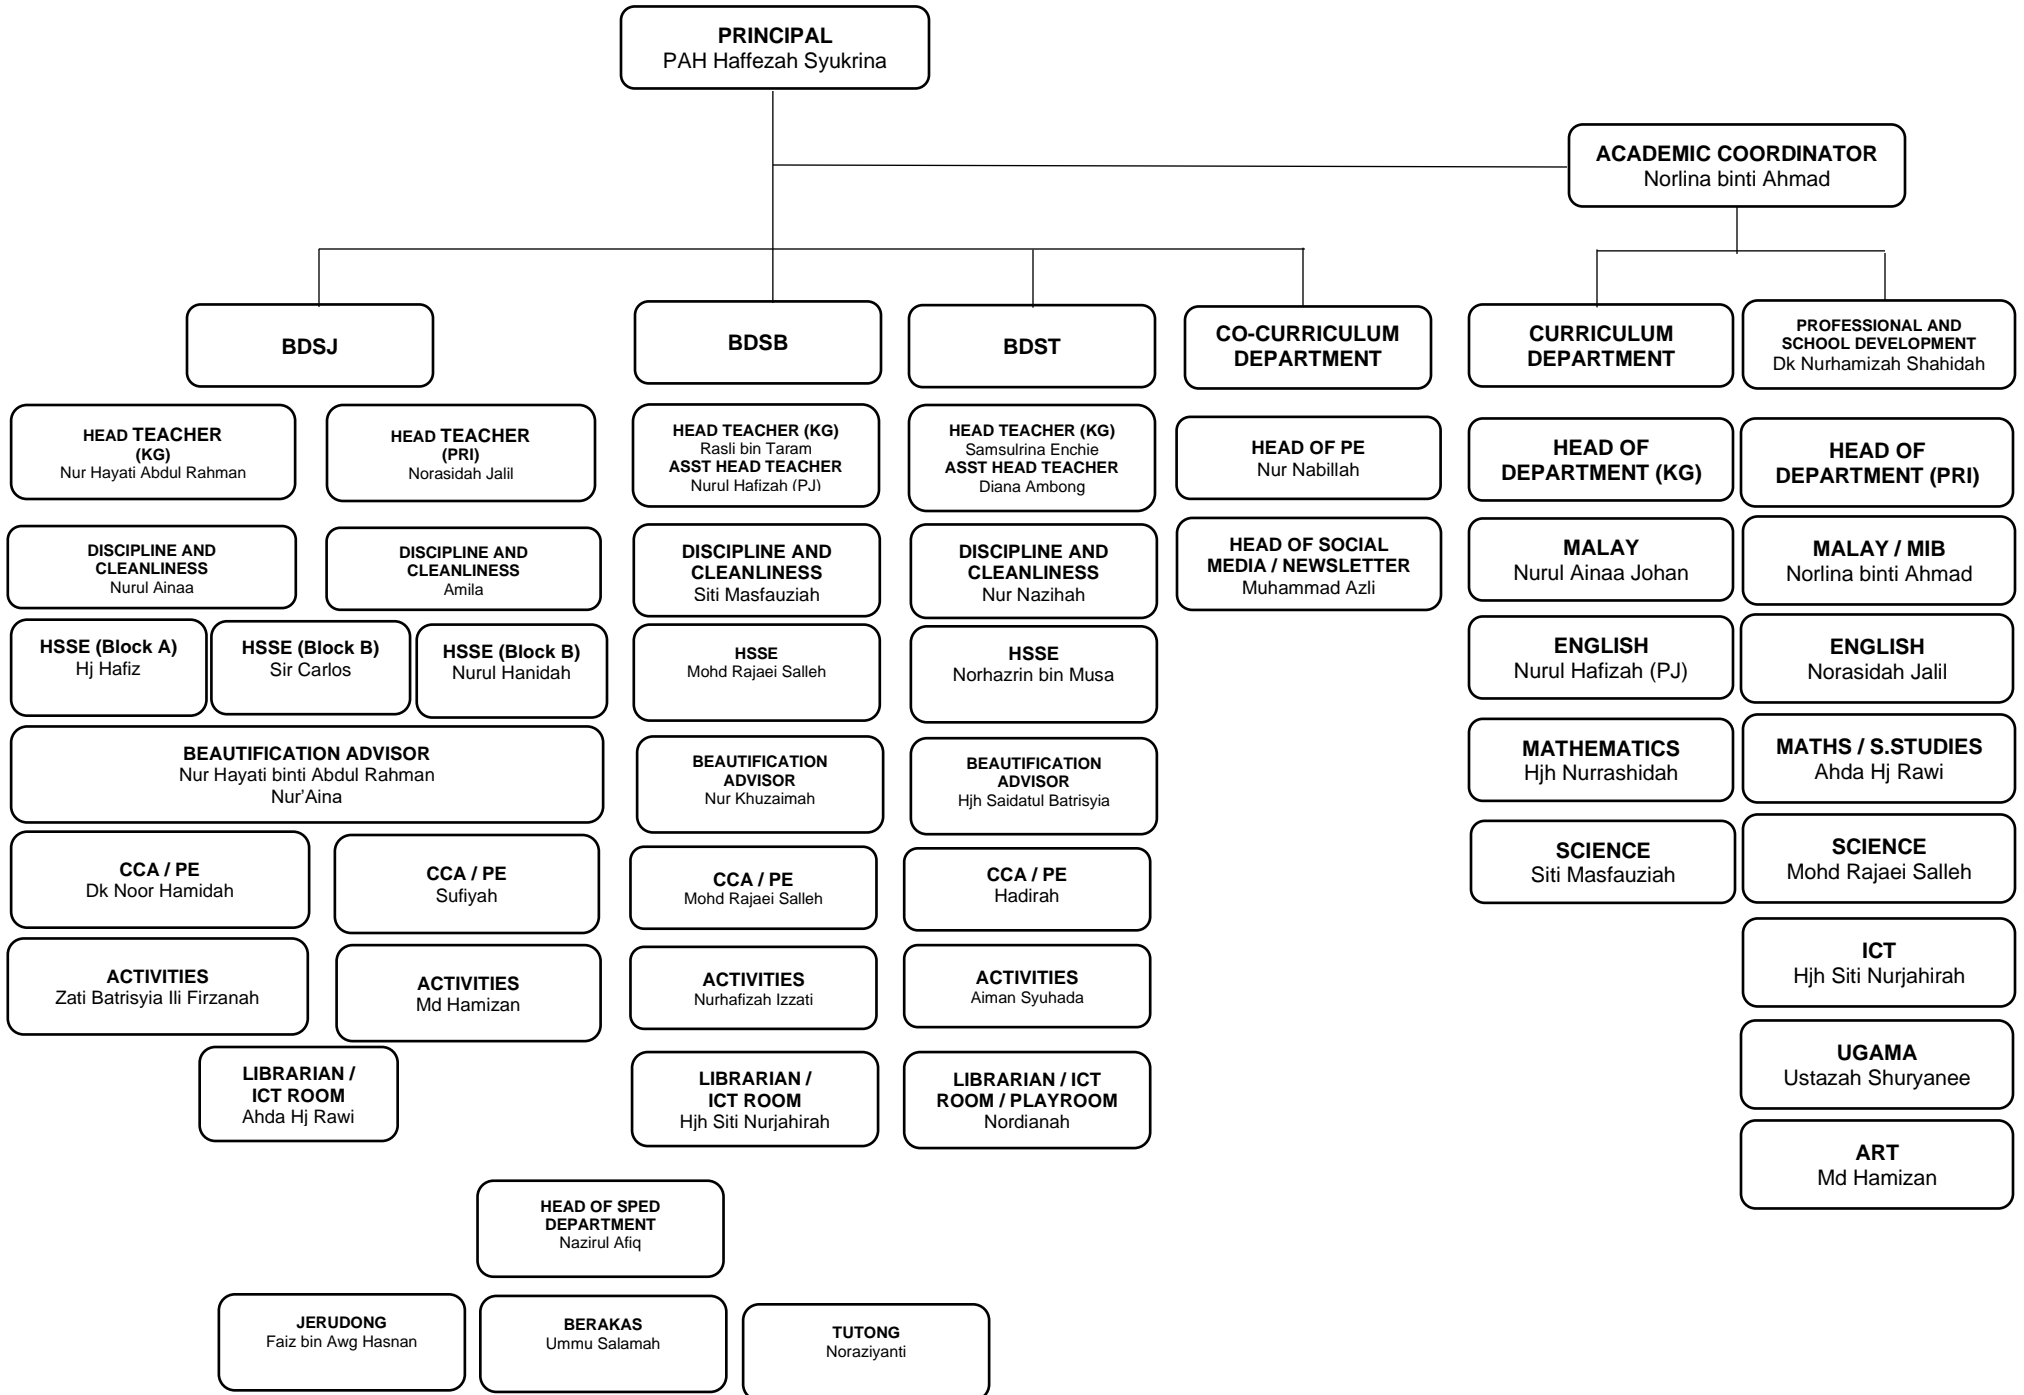 PRINCIPAL
PAH Haffezah Syukrina
ACADEMIC COORDINATOR
Norlina binti Ahmad
BDSJ
BDSB
BDST
CO-CURRICULUM
DEPARTMENT
CURRICULUM
DEPARTMENT
PROFESSIONAL AND
SCHOOL DEVELOPMENT
Dk Nurhamizah Shahidah
HEAD TEACHER
(KG)
Nur Hayati Abdul Rahman
HEAD TEACHER
(PRI)
Norasidah Jalil
HEAD TEACHER (KG)
Rasli bin Taram
ASST HEAD TEACHER
Nurul Hafizah (PJ)
HEAD TEACHER (KG)
Samsulrina Enchie
ASST HEAD TEACHER
Diana Ambong
HEAD OF PE
Nur Nabillah
HEAD OF
DEPARTMENT (KG)
HEAD OF
DEPARTMENT (PRI)
DISCIPLINE AND
CLEANLINESS
Nurul Ainaa
DISCIPLINE AND
CLEANLINESS
Amila
DISCIPLINE AND
CLEANLINESS
Siti Masfauziah
DISCIPLINE AND
CLEANLINESS
Nur Nazihah
HEAD OF SOCIAL
MEDIA / NEWSLETTER
Muhammad Azli
MALAY
Nurul Ainaa Johan
MALAY / MIB
Norlina binti Ahmad
HSSE (Block A)
Hj Hafiz
HSSE (Block B)
Sir Carlos
HSSE (Block B)
Nurul Hanidah
HSSE
Mohd Rajaei Salleh
HSSE
Norhazrin bin Musa
ENGLISH
Nurul Hafizah (PJ)
ENGLISH
Norasidah Jalil
BEAUTIFICATION ADVISOR
Nur Hayati binti Abdul Rahman
Nur’Aina
BEAUTIFICATION
ADVISOR
Nur Khuzaimah
BEAUTIFICATION
ADVISOR
Hjh Saidatul Batrisyia
MATHEMATICS
Hjh Nurrashidah
MATHS / S.STUDIES
Ahda Hj Rawi
CCA / PE
Dk Noor Hamidah
CCA / PE
Sufiyah
CCA / PE
Mohd Rajaei Salleh
CCA / PE
Hadirah
SCIENCE
Siti Masfauziah
SCIENCE
Mohd Rajaei Salleh
ACTIVITIES
Zati Batrisyia Ili Firzanah
ACTIVITIES
Md Hamizan
ACTIVITIES
Nurhafizah Izzati
ACTIVITIES
Aiman Syuhada
ICT
Hjh Siti Nurjahirah
LIBRARIAN /
ICT ROOM
Ahda Hj Rawi
LIBRARIAN /
ICT ROOM
Hjh Siti Nurjahirah
LIBRARIAN / ICT
ROOM / PLAYROOM
Nordianah
UGAMA
Ustazah Shuryanee
ART
Md Hamizan
HEAD OF SPED
DEPARTMENT
Nazirul Afiq
JERUDONG
Faiz bin Awg Hasnan
BERAKAS
Ummu Salamah
TUTONG
Noraziyanti